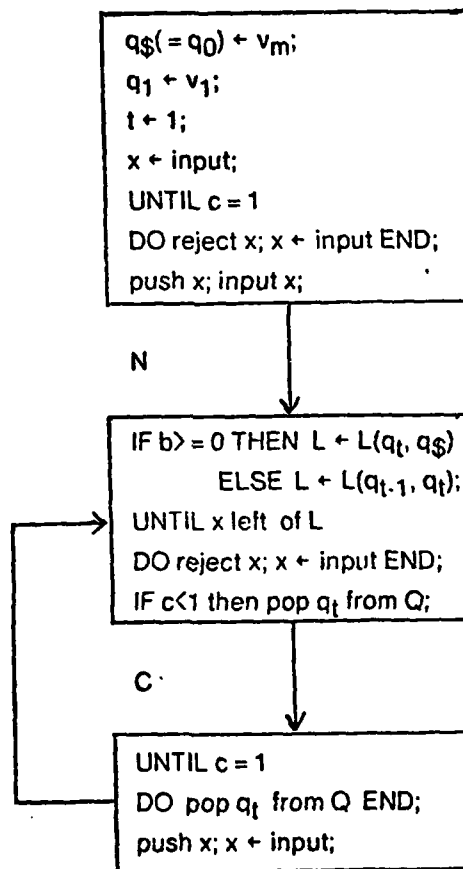 q$(= q0) ← vm;
q1 ← v1;
t ← 1;
x ← input;
UNTIL c = 1
DO reject x; x ← input END;
push x; input x;
N
IF b>= 0 THEN L ← L(qt, q$)
ELSE L ← L(qt-1, qt);
UNTIL x left of L
DO reject x; x ← input END;
IF c<1 then pop qt from Q;
C
UNTIL c = 1
DO pop qt from Q END;
push x; x ← input;